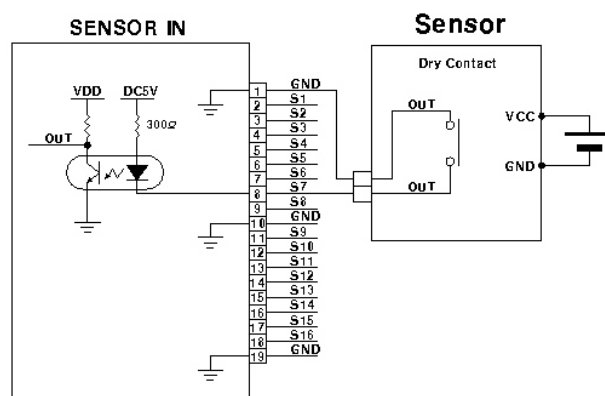 SENSOR IN
Sensor
Dry Contact
VDD
DC5V
300Ω
OUT
1
2
3
4
5
6
7
8
9
10
11
12
13
14
15
16
17
18
19
GND
S1
S2
S3
S4
S5
S6
S7
S8
GND
S9
S10
S11
S12
S13
S14
S15
S16
GND
OUT
OUT
VCC
GND